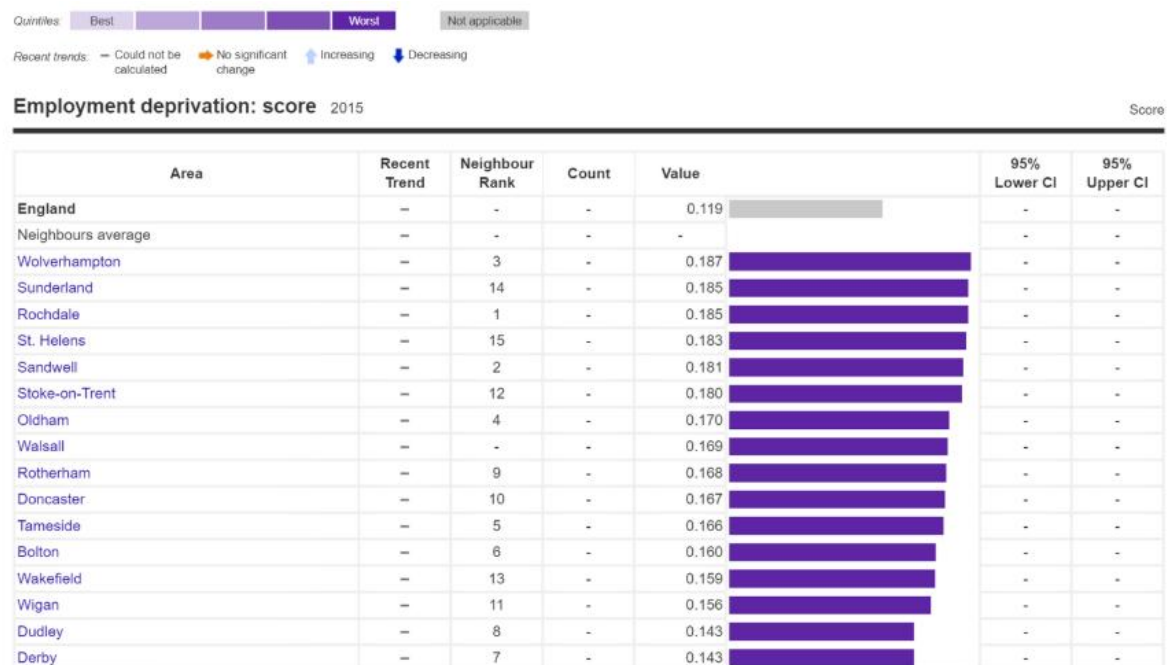 Quintiles: Best Worst Not applicable
Recent trends: – Could not be calculated No significant change Increasing Decreasing
Employment deprivation: score 2015 Score
Area Recent Trend Neighbour Rank Count Value 95% Lower CI 95% Upper CI
England – - - 0.119 - -
Neighbours average – - - - - -
Wolverhampton – 3 - 0.187 - -
Sunderland – 14 - 0.185 - -
Rochdale – 1 - 0.185 - -
St. Helens – 15 - 0.183 - -
Sandwell – 2 - 0.181 - -
Stoke-on-Trent – 12 - 0.180 - -
Oldham – 4 - 0.170 - -
Walsall – - - 0.169 - -
Rotherham – 9 - 0.168 - -
Doncaster – 10 - 0.167 - -
Tameside – 5 - 0.166 - -
Bolton – 6 - 0.160 - -
Wakefield – 13 - 0.159 - -
Wigan – 11 - 0.156 - -
Dudley – 8 - 0.143 - -
Derby – 7 - 0.143 - -